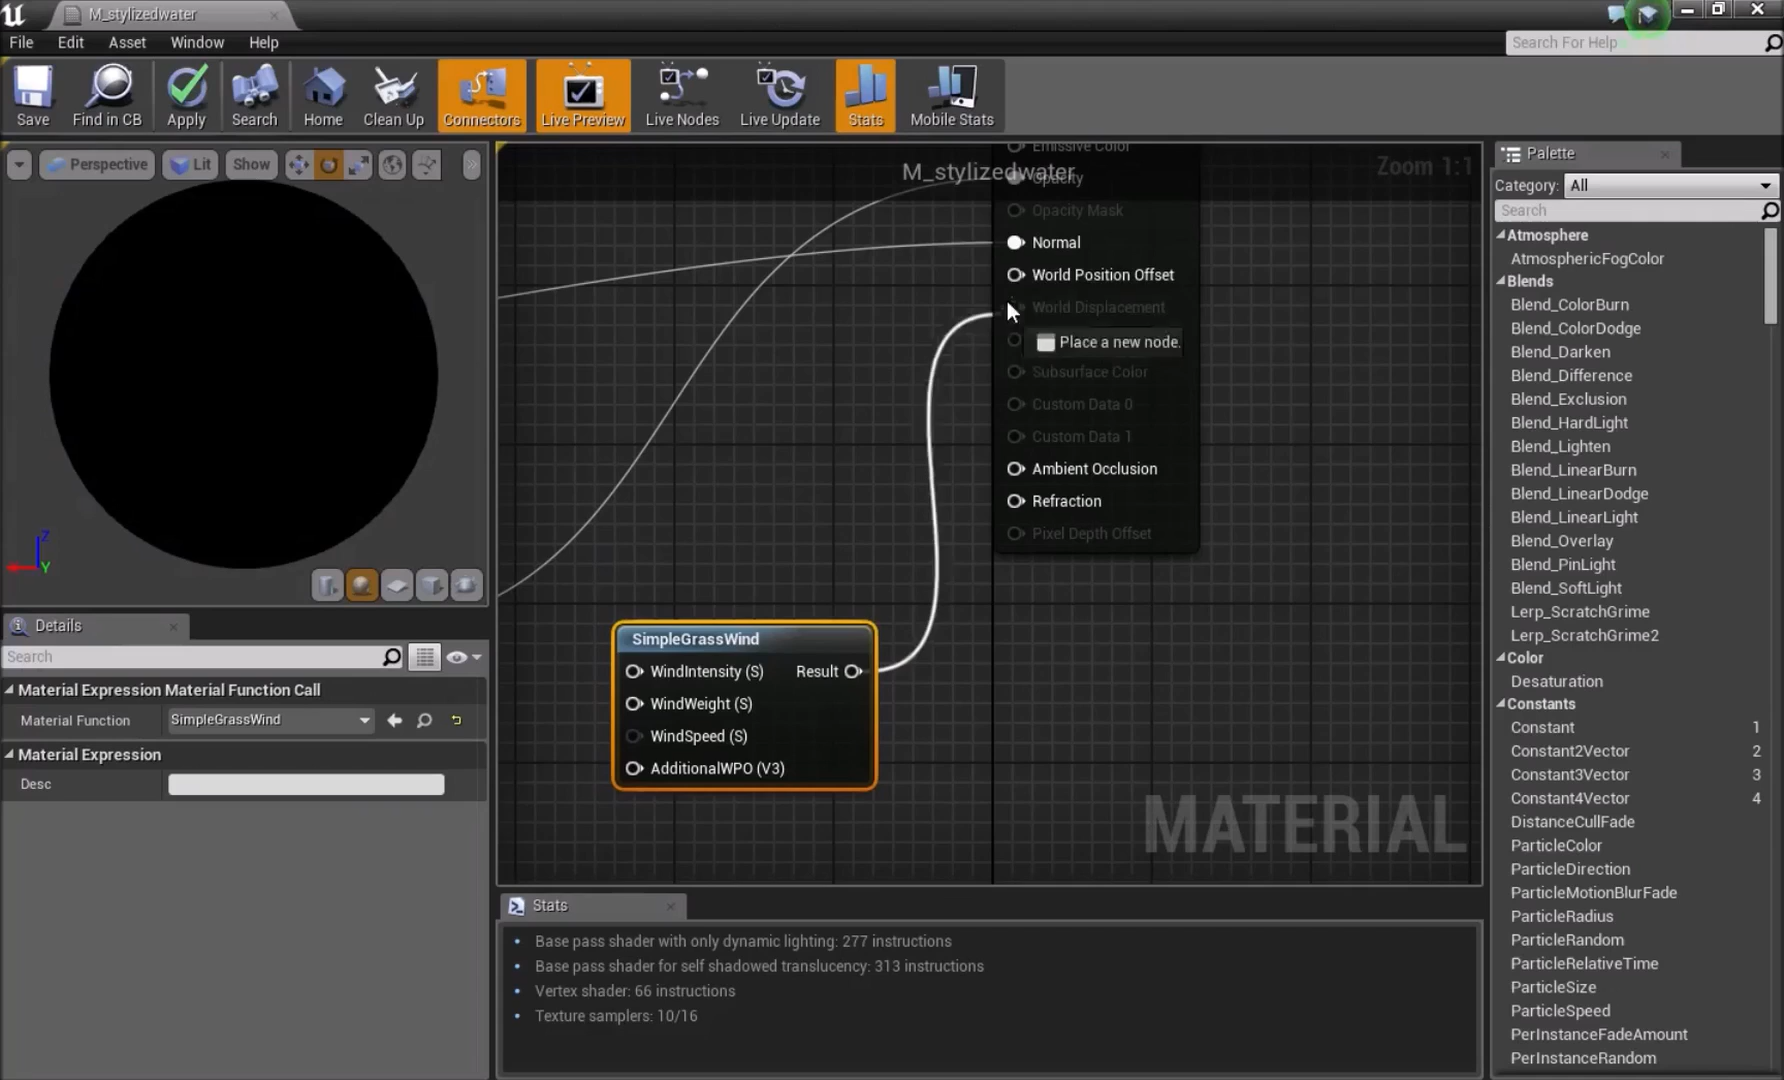 M_stylizedwater
File Edit Asset Window Help
Search For Help
Save Find in CB Apply Search Home Clean Up Connectors Live Preview Live Nodes Live Update Stats Mobile Stats
Perspective Lit Show
Z
Y
Details
Search
Material Expression Material Function Call
Material Function SimpleGrassWind
Material Expression
Desc
M_stylizedwater
Zoom 1:1
Emissive Color
Opacity
Opacity Mask
Normal
World Position Offset
World Displacement
Place a new node.
Subsurface Color
Custom Data 0
Custom Data 1
Ambient Occlusion
Refraction
Pixel Depth Offset
SimpleGrassWind
WindIntensity (S) Result
WindWeight (S)
WindSpeed (S)
AdditionalWPO (V3)
MATERIAL
Stats
Base pass shader with only dynamic lighting: 277 instructions
Base pass shader for self shadowed translucency: 313 instructions
Vertex shader: 66 instructions
Texture samplers: 10/16
Palette
Category: All
Search
Atmosphere
AtmosphericFogColor
Blends
Blend_ColorBurn
Blend_ColorDodge
Blend_Darken
Blend_Difference
Blend_Exclusion
Blend_HardLight
Blend_Lighten
Blend_LinearBurn
Blend_LinearDodge
Blend_LinearLight
Blend_Overlay
Blend_PinLight
Blend_SoftLight
Lerp_ScratchGrime
Lerp_ScratchGrime2
Color
Desaturation
Constants
Constant 1
Constant2Vector 2
Constant3Vector 3
Constant4Vector 4
DistanceCullFade
ParticleColor
ParticleDirection
ParticleMotionBlurFade
ParticleRadius
ParticleRandom
ParticleRelativeTime
ParticleSize
ParticleSpeed
PerInstanceFadeAmount
PerInstanceRandom